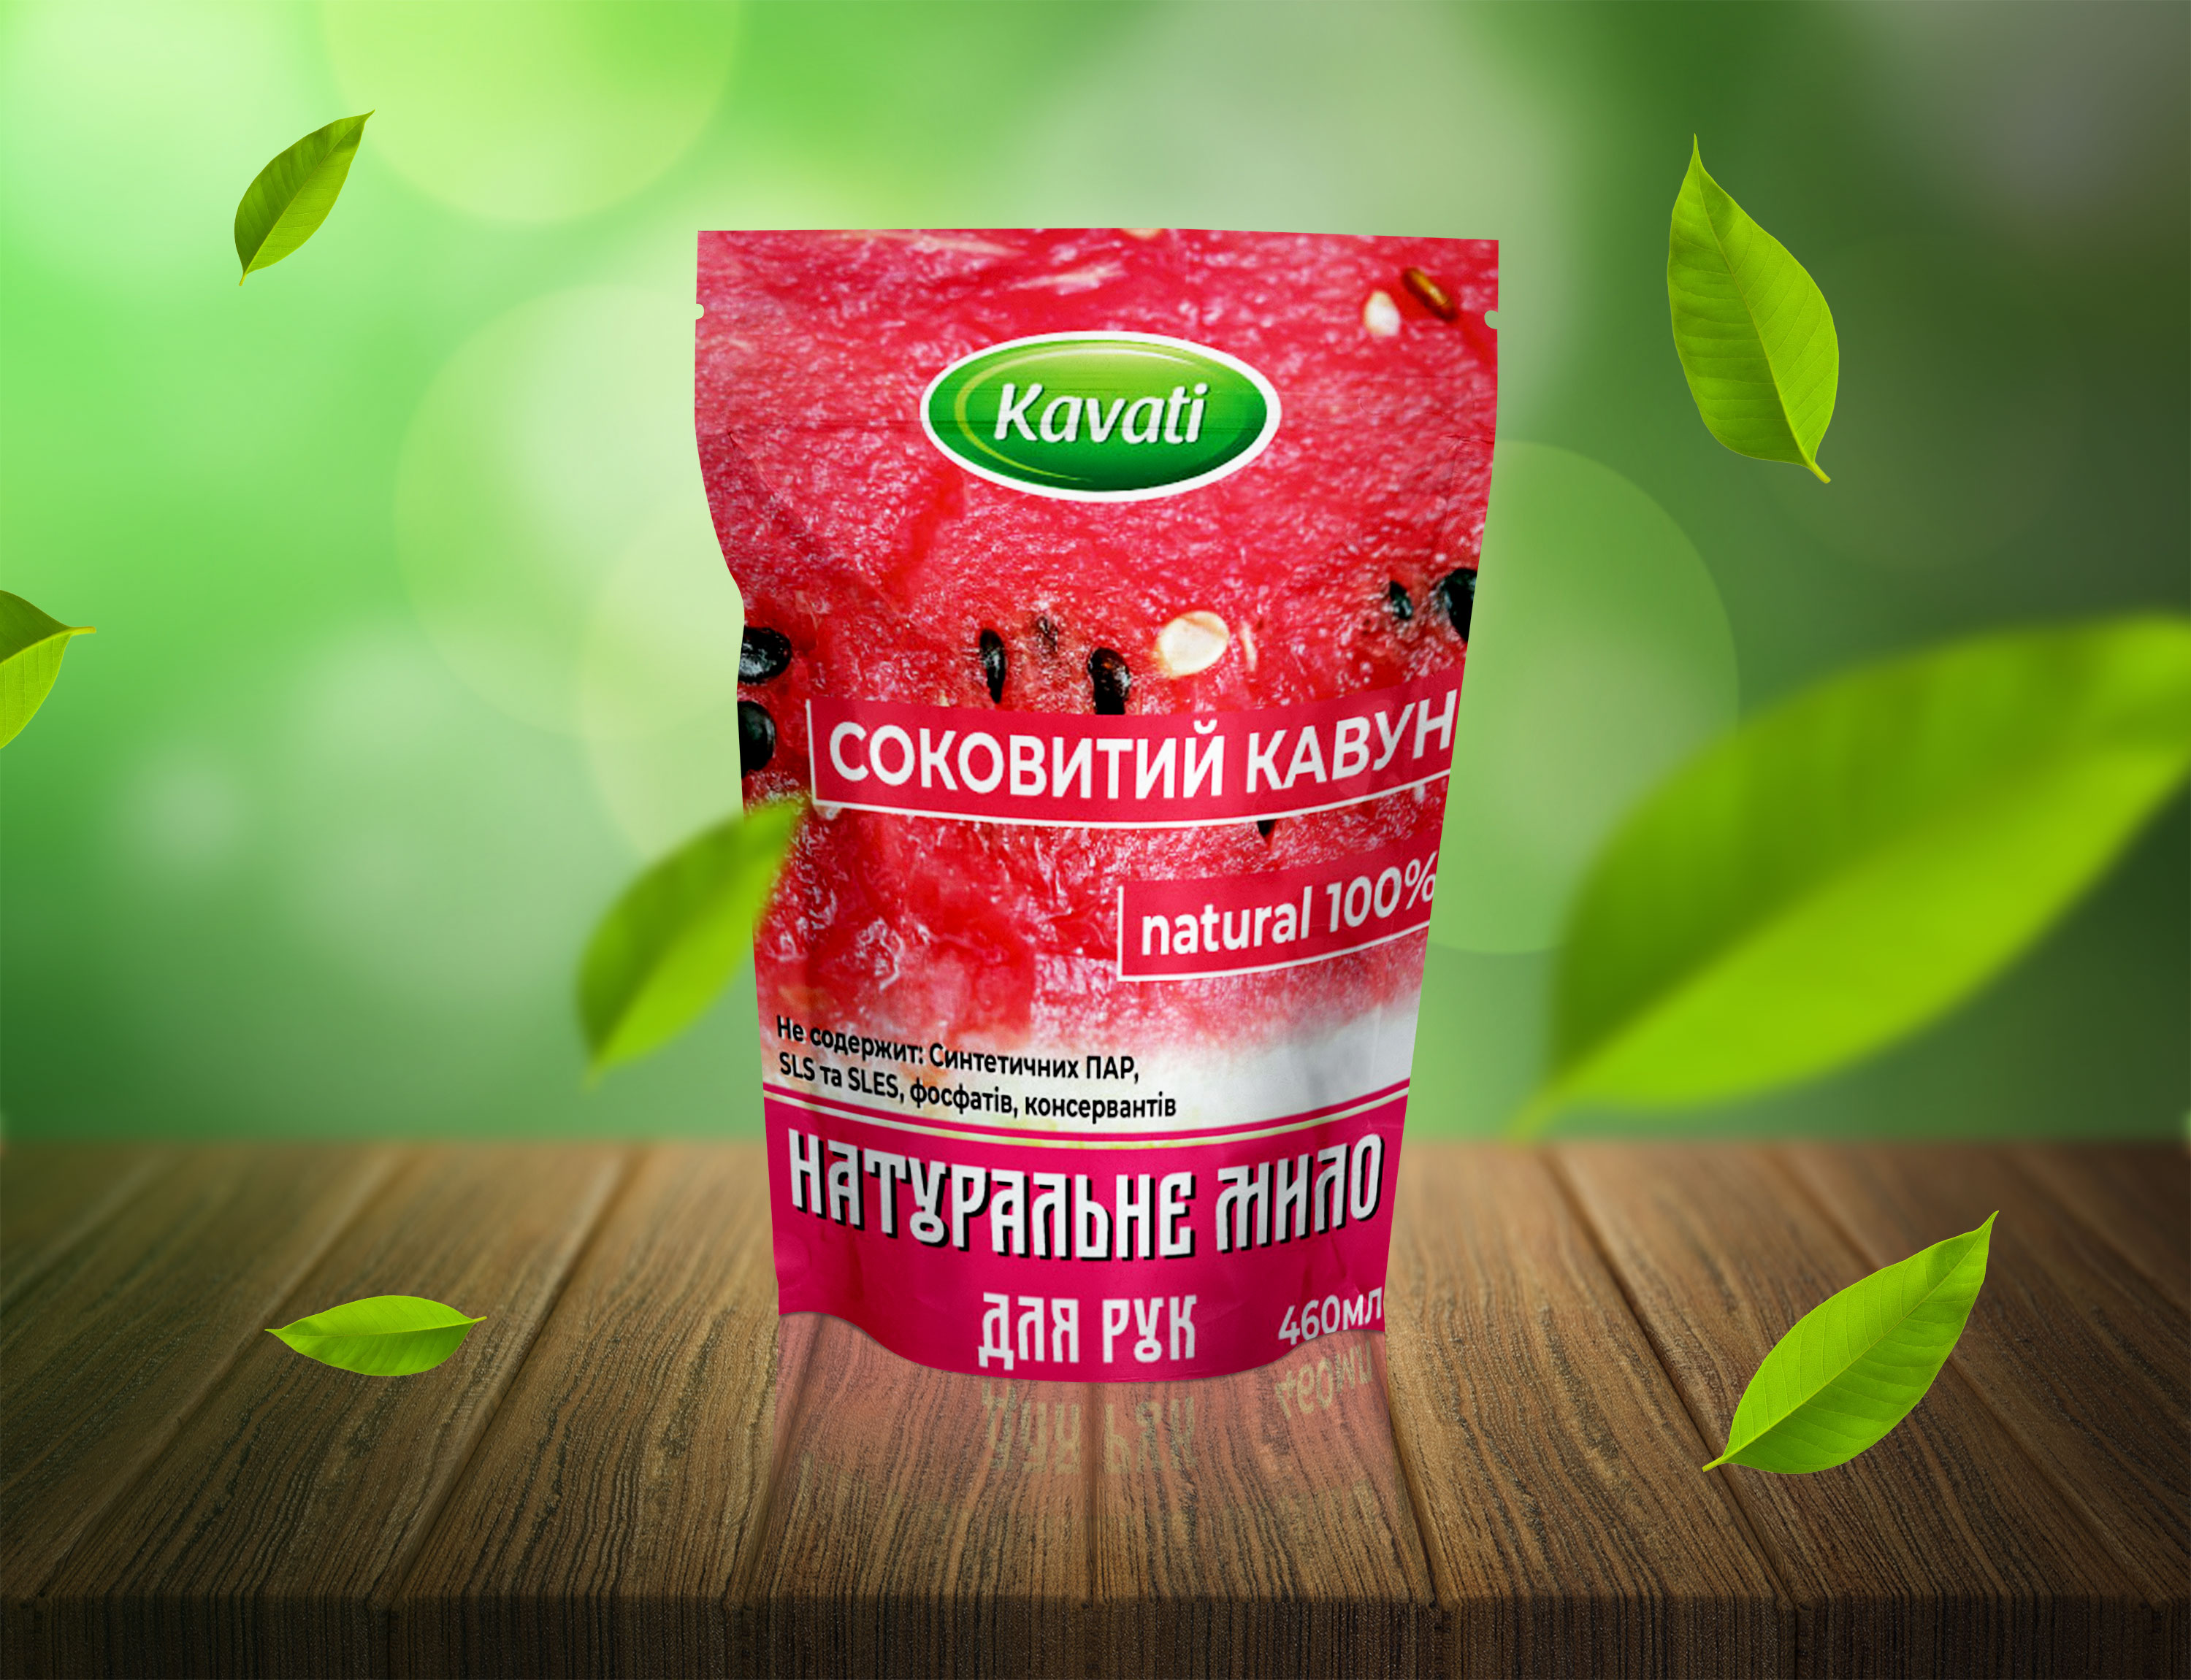 Kavati
СОКОВИТИЙ КАВУН
natural 100%
Не содержит: Синтетичних ПАР,
SLS та SLES, фосфатів, консервантів
НАТУРАЛЬНЕ МИЛО
ДЛЯ РУК
460мл